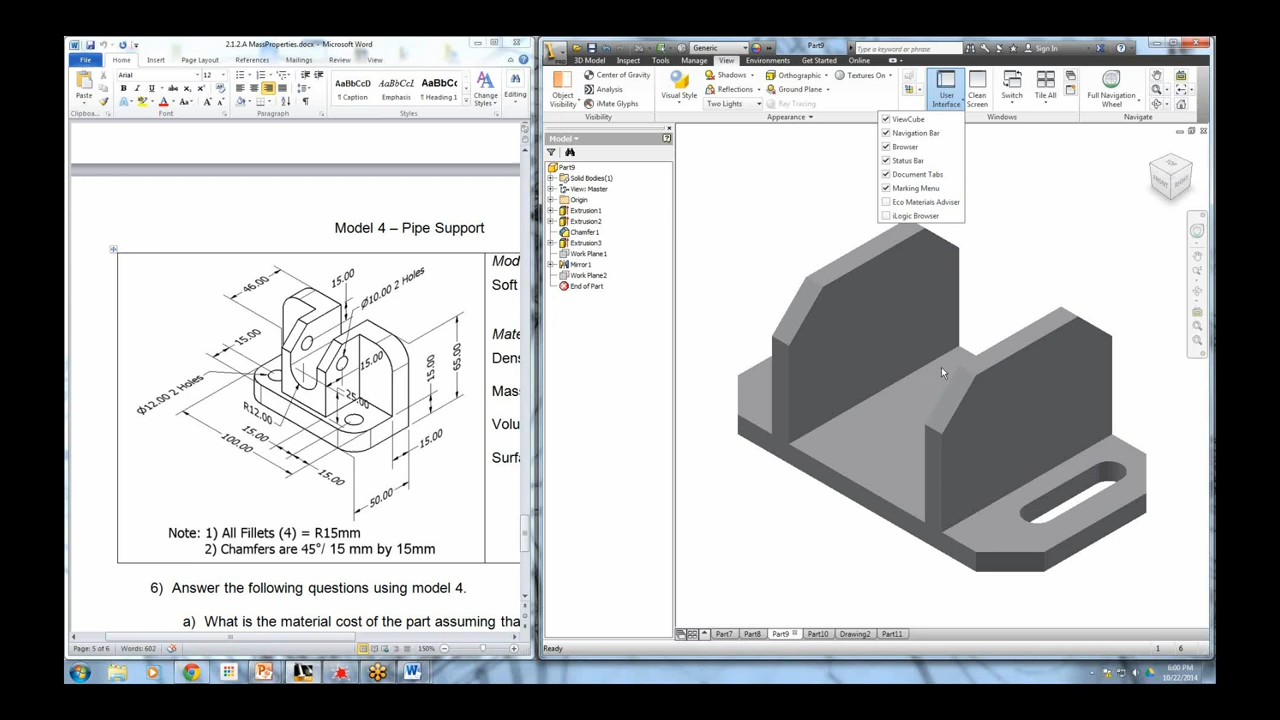 2.1.2.A MassProperties.docx - Microsoft Word
File Home Insert Page Layout References Mailings Review View
Paste
Arial 12
AaBbCcD AaBbCcL AaBbCc
¶ Caption Emphasis ¶ Heading 1
Change Styles
Editing
Clipboa... Font Paragraph Styles
Model 4 – Pipe Support
46.00
15.00
Ø10.00 2 Holes
15.00
15.00
65.00
15.00
Ø12.00 2 Holes
25.00
R12.00
15.00
100.00
15.00
15.00
50.00
Note: 1) All Fillets (4) = R15mm
2) Chamfers are 45°/ 15 mm by 15mm
Mod
Soft
Mate
Den
Mas
Volu
Surfa
6) Answer the following questions using model 4.
a) What is the material cost of the part assuming tha
Page: 5 of 6 Words: 602 150%
PRO
Generic
Part9
Type a keyword or phrase
Sign In
3D Model Inspect Tools Manage View Environments Get Started Online
Object Visibility
Center of Gravity
Analysis
iMate Glyphs
Visibility
Visual Style
Shadows
Reflections
Two Lights
Orthographic
Ground Plane
Ray Tracing
Textures On
Appearance
User Interface
Clean Screen
Switch
Tile All
Windows
Full Navigation Wheel
Navigate
ViewCube
Navigation Bar
Browser
Status Bar
Document Tabs
Marking Menu
Eco Materials Adviser
iLogic Browser
Model
Part9
Solid Bodies(1)
View: Master
Origin
Extrusion1
Extrusion2
Chamfer1
Extrusion3
Work Plane1
Mirror1
Work Plane2
End of Part
TOP
FRONT
RIGHT
Part7 Part8 Part9 Part10 Drawing2 Part11
Ready
1 6
6:00 PM
10/22/2014